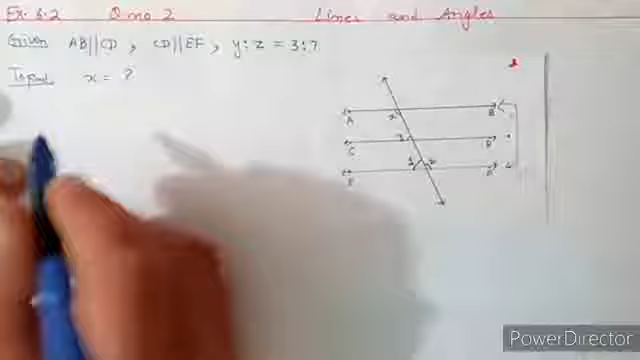 Ex. 6.2 Q no 2 Lines and Angles
Given AB||CD, CD||EF, y:z = 3:7
To find x = ?
A x B
C D
PowerDirector